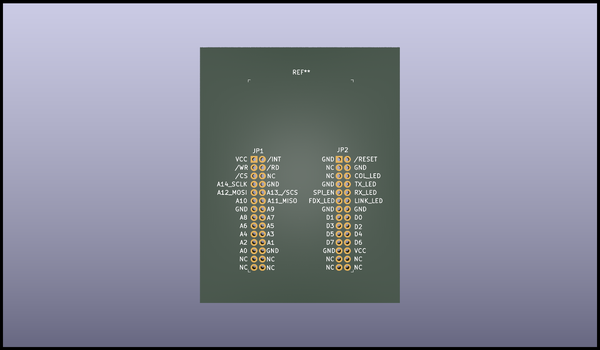 REF**
JP1 JP2
VCC /INT GND /RESET
/WR /RD NC GND
/CS NC NC COL_LED
A14_SCLK GND GND TX_LED
A12_MOSI A13_/SCS SPI_EN RX_LED
A10 A11_MISO FDX_LED LINK_LED
GND A9 GND GND
A8 A7 D1 D0
A6 A5 D3 D2
A4 A3 D5 D4
A2 A1 D7 D6
A0 GND GND VCC
NC NC NC NC
NC NC NC NC